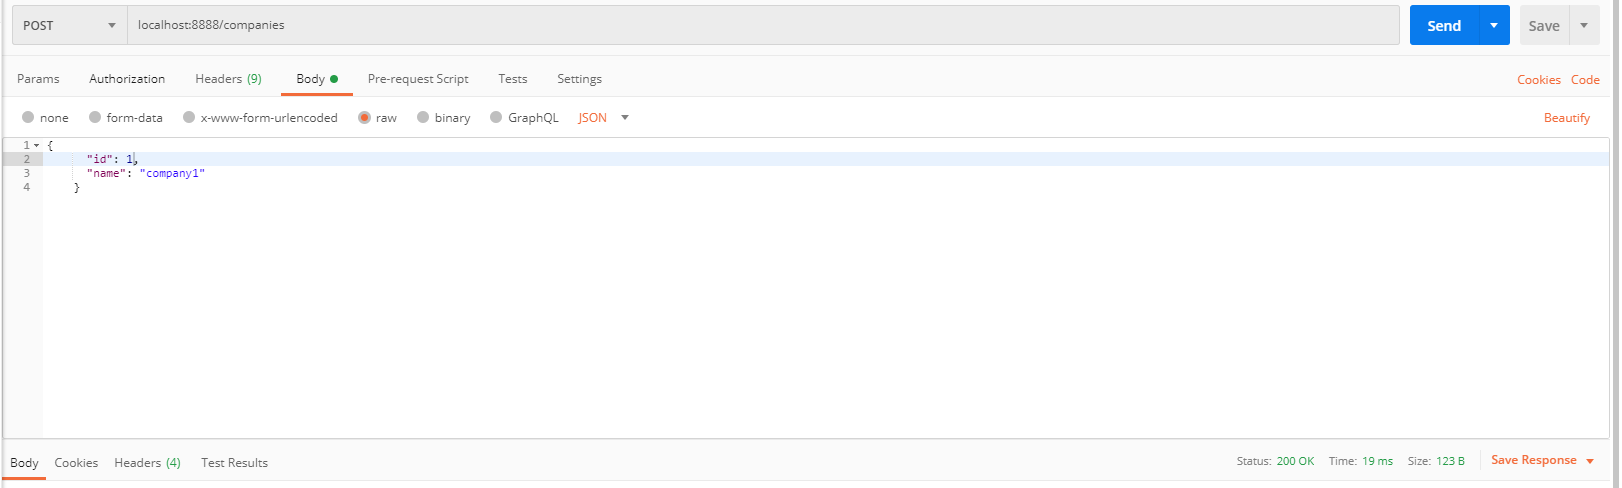 POST localhost:8888/companies Send Save
Params Authorization Headers (9) Body Pre-request Script Tests Settings Cookies Code
none form-data x-www-form-urlencoded raw binary GraphQL JSON Beautify
1 {
2 "id": 1,
3 "name": "company1"
4 }
Body Cookies Headers (4) Test Results Status: 200 OK Time: 19 ms Size: 123 B Save Response